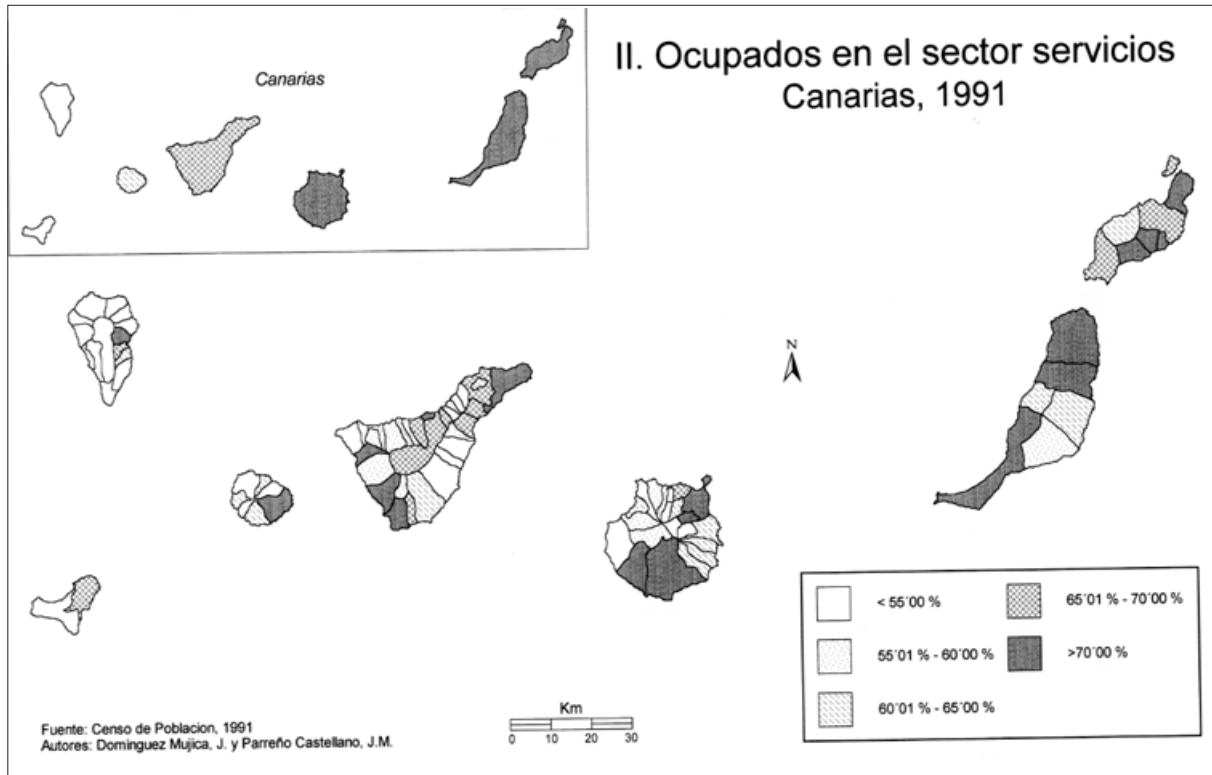 Canarias
II. Ocupados en el sector servicios
Canarias, 1991
N
< 55´00 %
55´01 % - 60´00 %
60´01 % - 65´00 %
65´01 % - 70´00 %
>70´00 %
Km
0 10 20 30
Fuente: Censo de Poblacion, 1991
Autores: Dominguez Mujica, J. y Parreño Castellano, J.M.